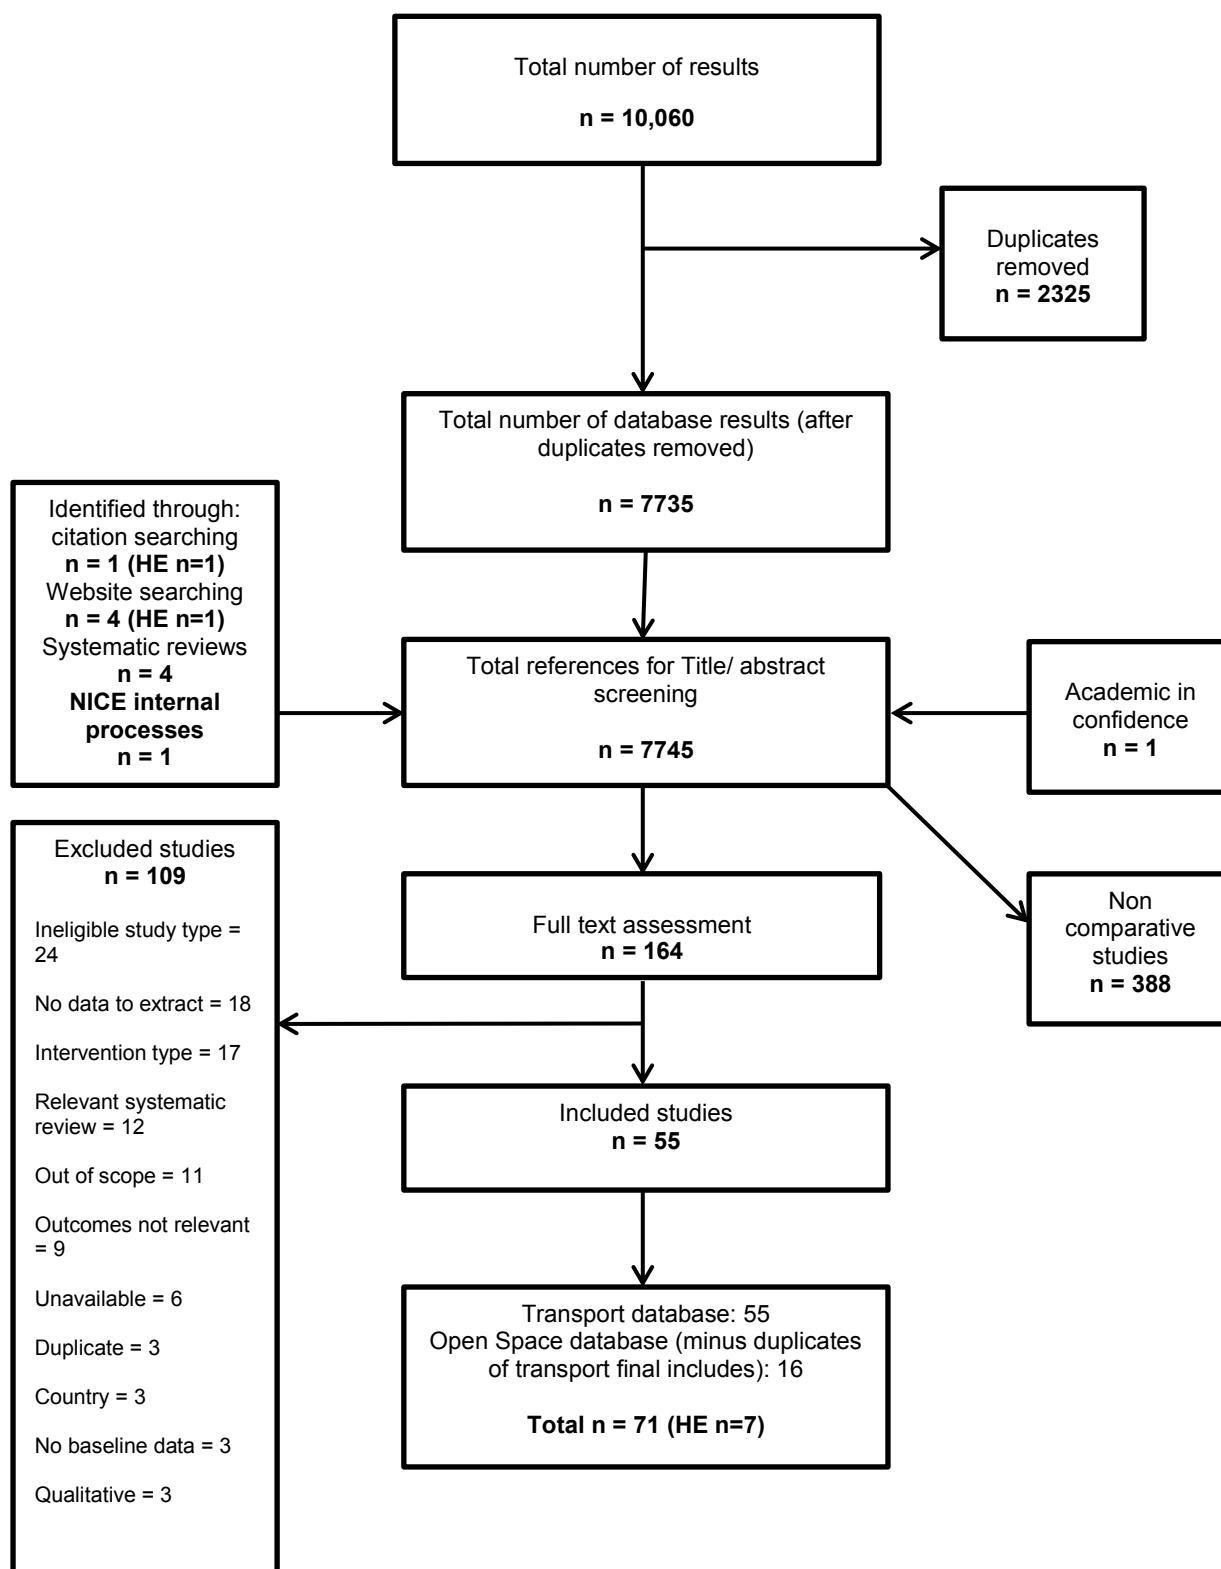 Total number of results
n = 10,060
Duplicates
removed
n = 2325
Total number of database results (after
duplicates removed)
n = 7735
Identified through:
citation searching
n = 1 (HE n=1)
Website searching
n = 4 (HE n=1)
Systematic reviews
n = 4
NICE internal
processes
n = 1
Total references for Title/ abstract
screening
n = 7745
Academic in
confidence
n = 1
Excluded studies
n = 109
Ineligible study type =
24
No data to extract = 18
Intervention type = 17
Relevant systematic
review = 12
Out of scope = 11
Outcomes not relevant
= 9
Unavailable = 6
Duplicate = 3
Country = 3
No baseline data = 3
Qualitative = 3
Full text assessment
n = 164
Non
comparative
studies
n = 388
Included studies
n = 55
Transport database: 55
Open Space database (minus duplicates
of transport final includes): 16
Total n = 71 (HE n=7)